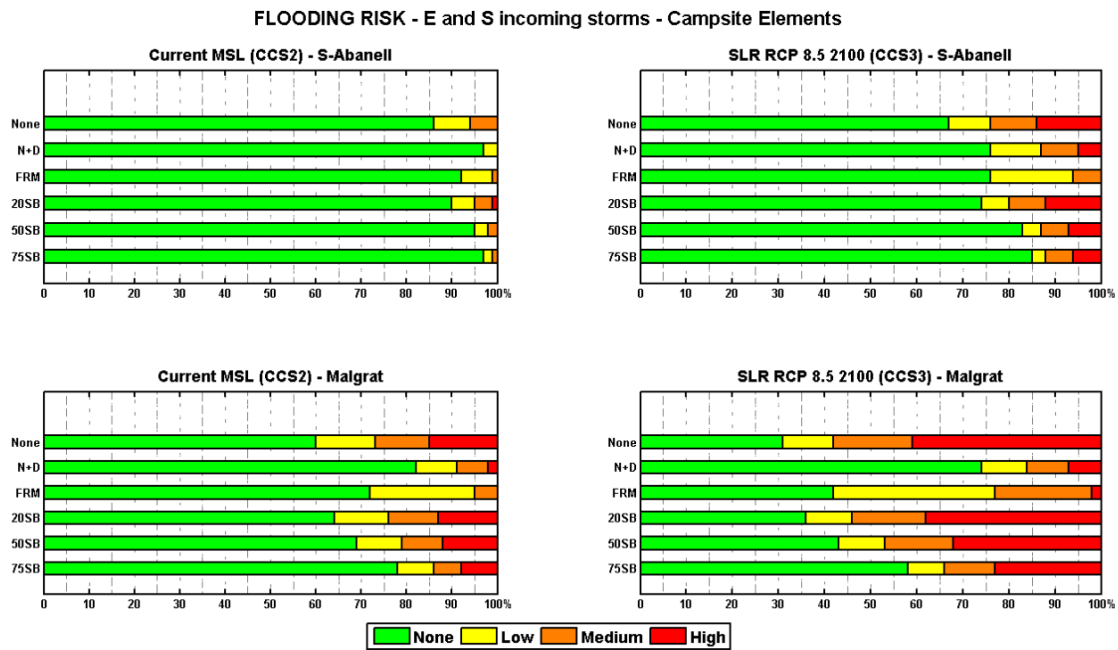 FLOODING RISK - E and S incoming storms - Campsite Elements
Current MSL (CCS2) - S-Abanell
None
N+D
FRM
20SB
50SB
75SB
0 10 20 30 40 50 60 70 80 90 100%
SLR RCP 8.5 2100 (CCS3) - S-Abanell
None
N+D
FRM
20SB
50SB
75SB
0 10 20 30 40 50 60 70 80 90 100%
Current MSL (CCS2) - Malgrat
None
N+D
FRM
20SB
50SB
75SB
0 10 20 30 40 50 60 70 80 90 100%
SLR RCP 8.5 2100 (CCS3) - Malgrat
None
N+D
FRM
20SB
50SB
75SB
0 10 20 30 40 50 60 70 80 90 100%
None Low Medium High